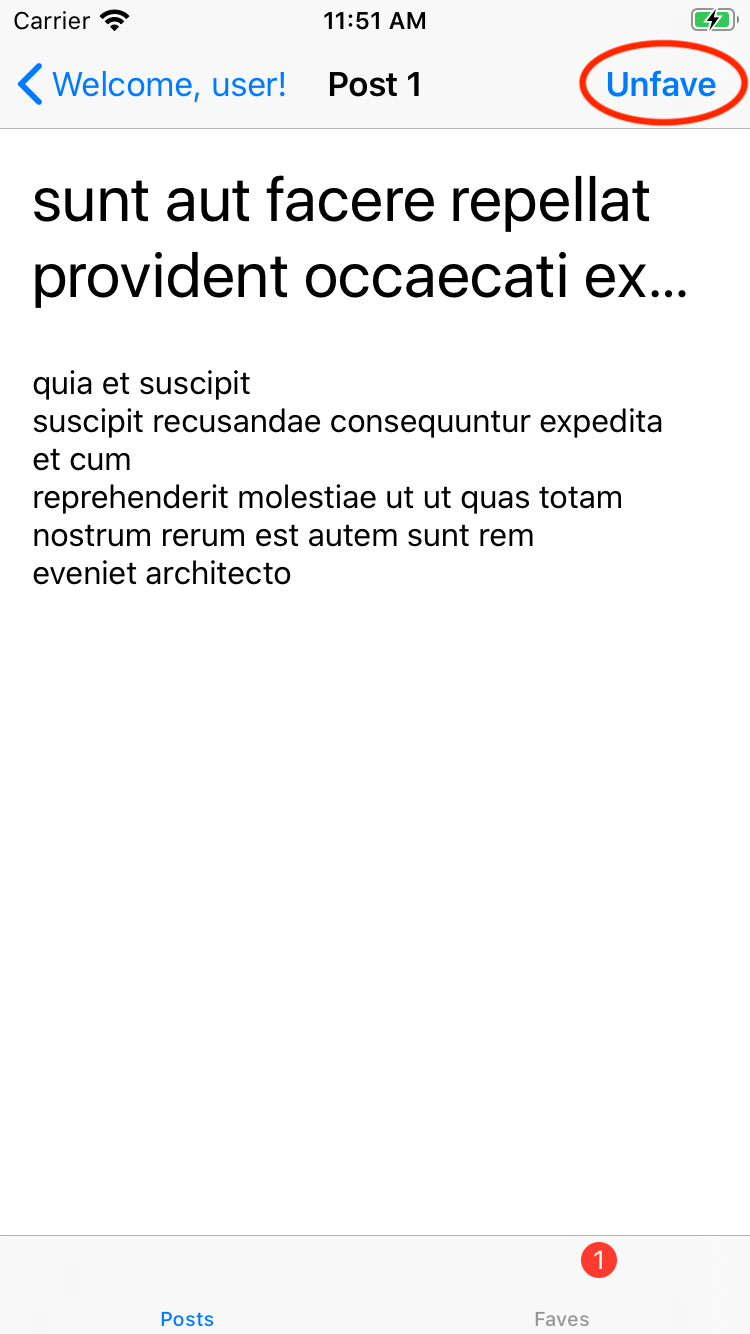 Carrier 11:51 AM
Welcome, user! Post 1 Unfave
sunt aut facere repellat
provident occaecati ex...
quia et suscipit
suscipit recusandae consequuntur expedita
et cum
reprehenderit molestiae ut ut quas totam
nostrum rerum est autem sunt rem
eveniet architecto
1
Posts Faves